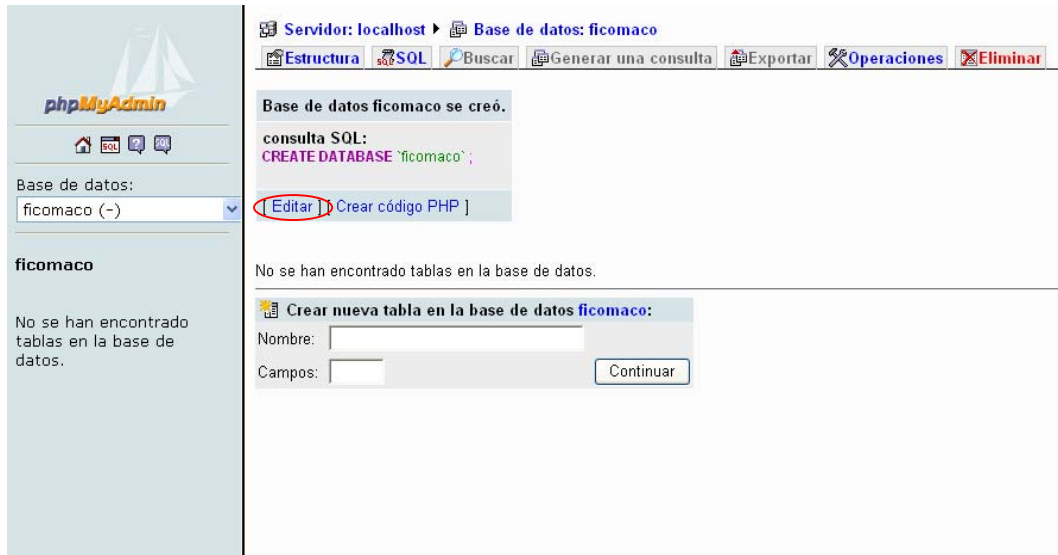 phpMyAdmin
Base de datos:
ficomaco (-)
ficomaco
No se han encontrado
tablas en la base de
datos.
Servidor: localhost Base de datos: ficomaco
Estructura SQL Buscar Generar una consulta Exportar Operaciones Eliminar
Base de datos ficomaco se creó.
consulta SQL:
CREATE DATABASE `ficomaco` ;
[ Editar ] [ Crear código PHP ]
No se han encontrado tablas en la base de datos.
Crear nueva tabla en la base de datos ficomaco:
Nombre:
Campos:
Continuar